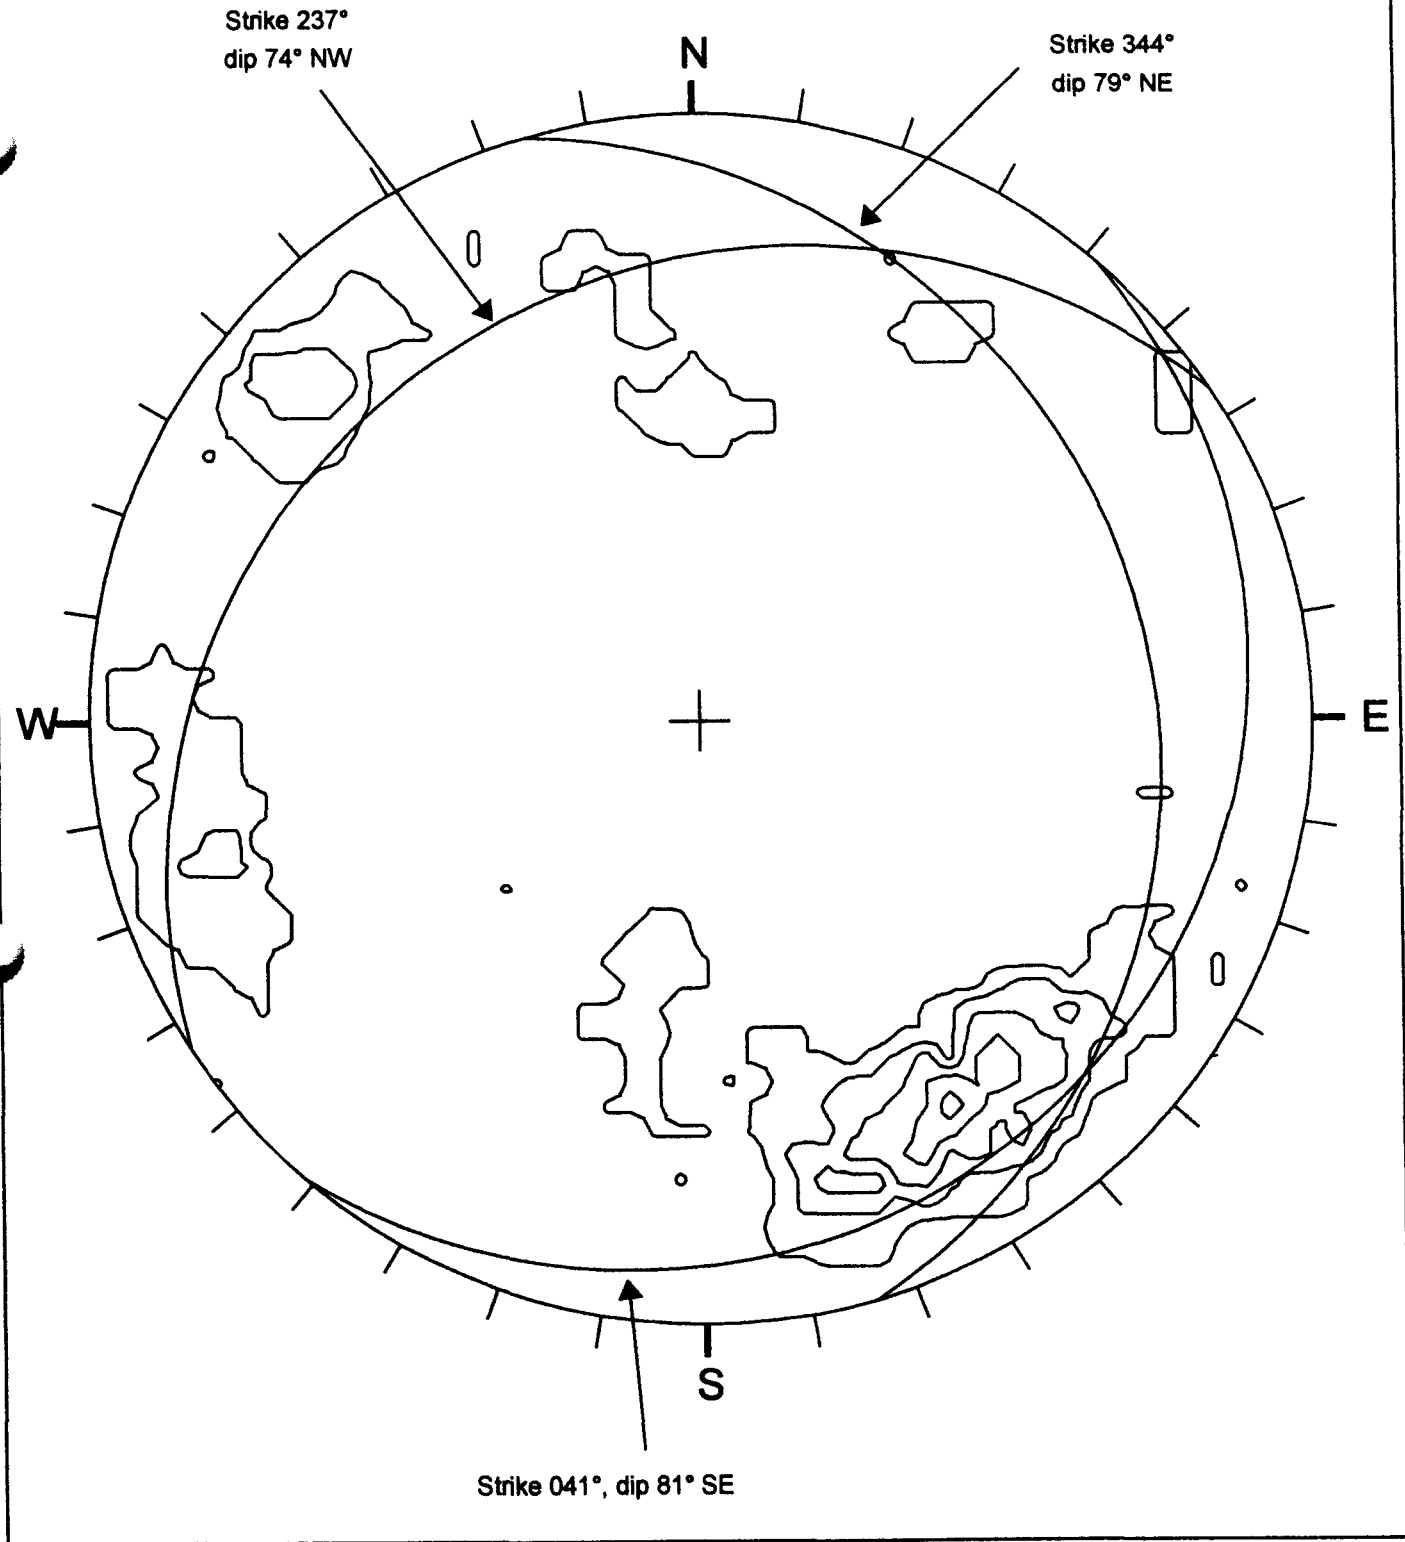 Strike 237°
dip 74° NW
N
Strike 344°
dip 79° NE
W
E
S
Strike 041°, dip 81° SE